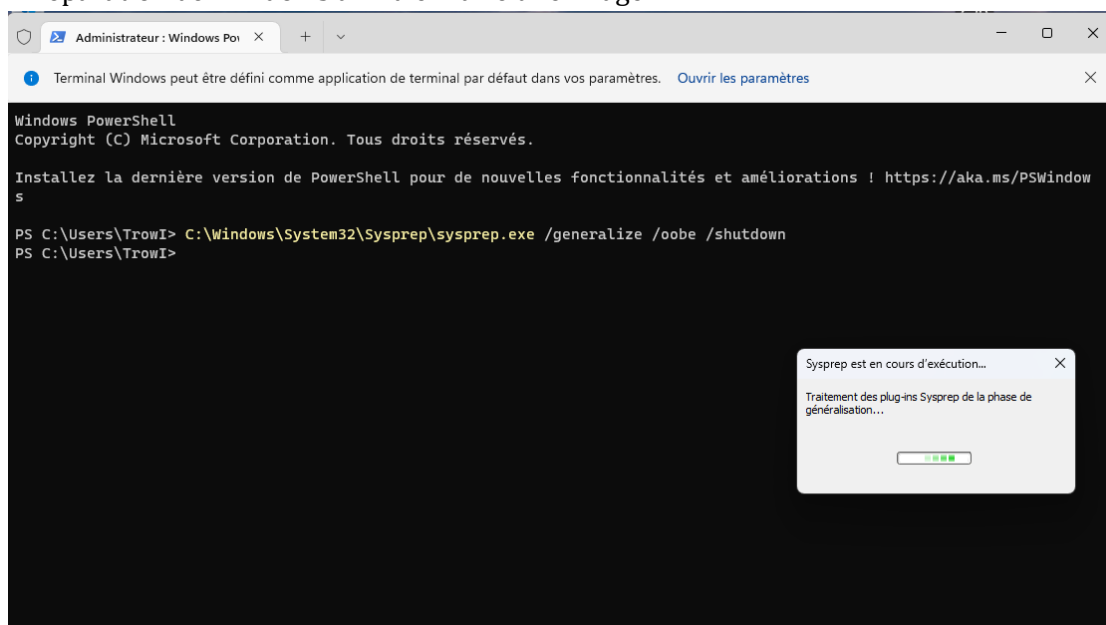 Administrateur : Windows Pow
Terminal Windows peut être défini comme application de terminal par défaut dans vos paramètres. Ouvrir les paramètres
Windows PowerShell
Copyright (C) Microsoft Corporation. Tous droits réservés.
Installez la dernière version de PowerShell pour de nouvelles fonctionnalités et améliorations ! https://aka.ms/PSWindow
s
PS C:\Users\TrowI> C:\Windows\System32\Sysprep\sysprep.exe /generalize /oobe /shutdown
PS C:\Users\TrowI>
Sysprep est en cours d'exécution...
Traitement des plug-ins Sysprep de la phase de
généralisation...